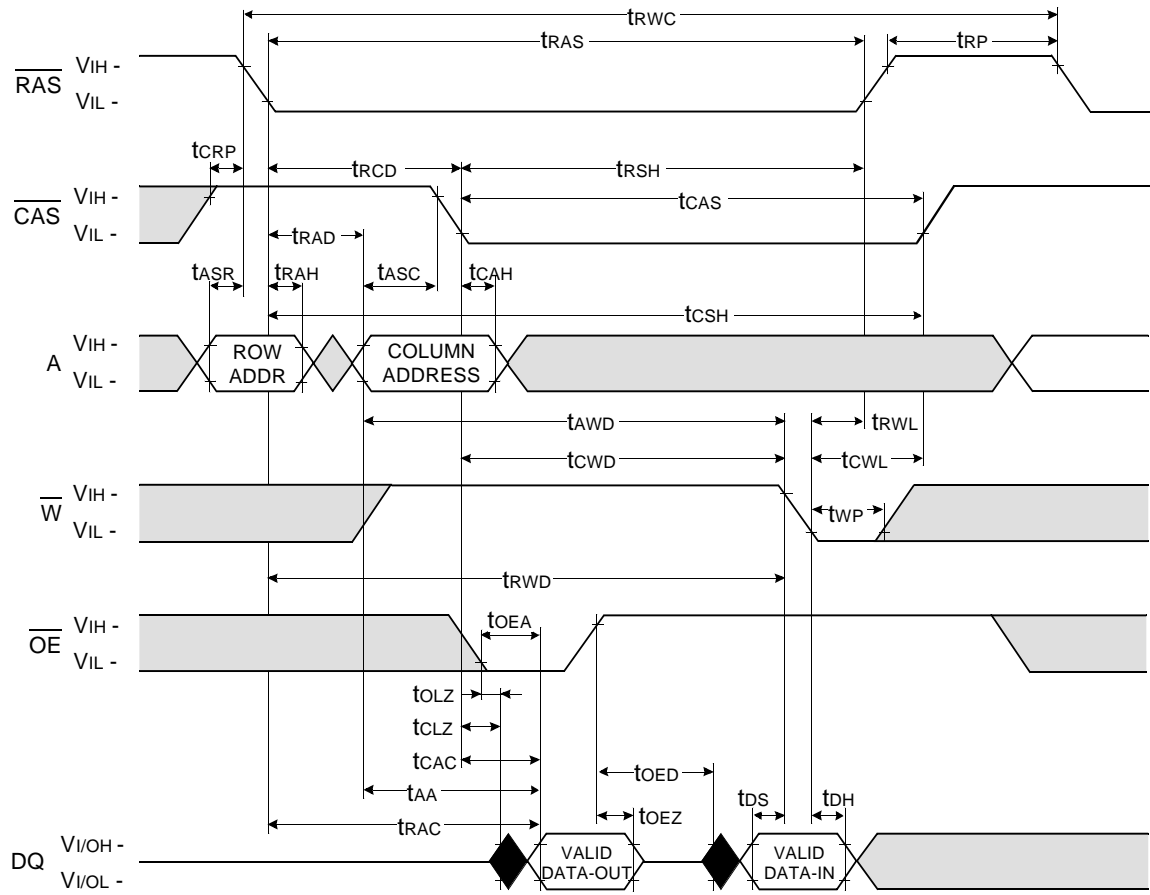 tRWC
tRAS
tRP
RAS
VIH -
VIL -
tCRP
tRCD
tRSH
CAS
VIH -
VIL -
tCAS
tRAD
tASR
tRAH
tASC
tCAH
tCSH
A
VIH -
VIL -
ROW
ADDR
COLUMN
ADDRESS
tAWD
tRWL
tCWD
tCWL
W
VIH -
VIL -
tWP
tRWD
OE
VIH -
VIL -
tOEA
tOLZ
tCLZ
tCAC
tOED
tAA
tDS
tDH
tRAC
tOEZ
DQ
VI/OH -
VI/OL -
VALID
DATA-OUT
VALID
DATA-IN